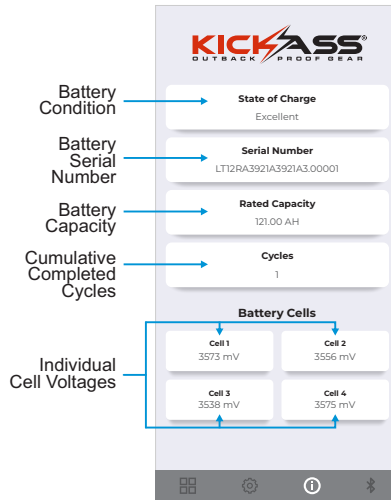 KICKASS®
OUTBACK PROOF GEAR
Battery
Condition
State of Charge
Excellent
Battery
Serial
Number
Serial Number
LT12RA3921A3921A3.00001
Battery
Capacity
Rated Capacity
121.00 AH
Cumulative
Completed
Cycles
Cycles
1
Battery Cells
Individual
Cell Voltages
Cell 1
3573 mV
Cell 2
3556 mV
Cell 3
3538 mV
Cell 4
3575 mV